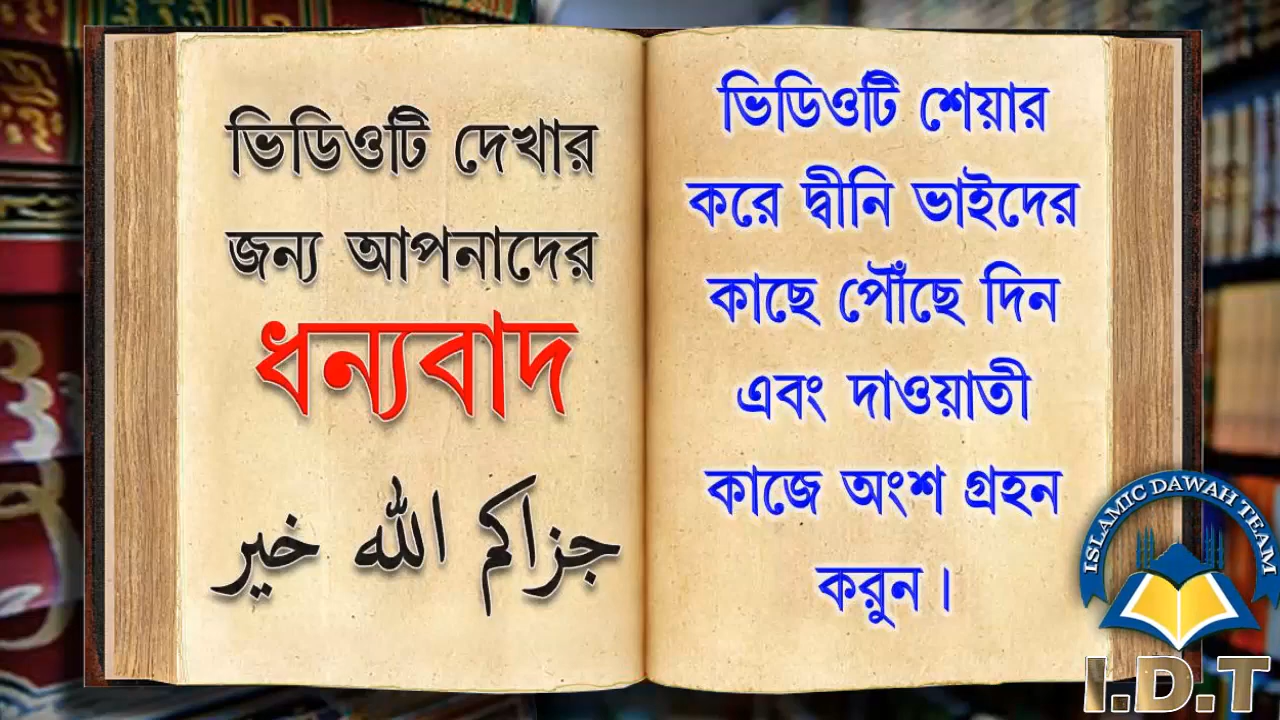 ভিডিওটি দেখার
জন্য আপনাদের
ধন্যবাদ
جزاكم الله خير
ভিডিওটি শেয়ার
করে দ্বীনি ভাইদের
কাছে পৌঁছে দিন
এবং দাওয়াতী
কাজে অংশ গ্রহন
করুন।
ISLAMIC DAWAH TEAM
I.D.T